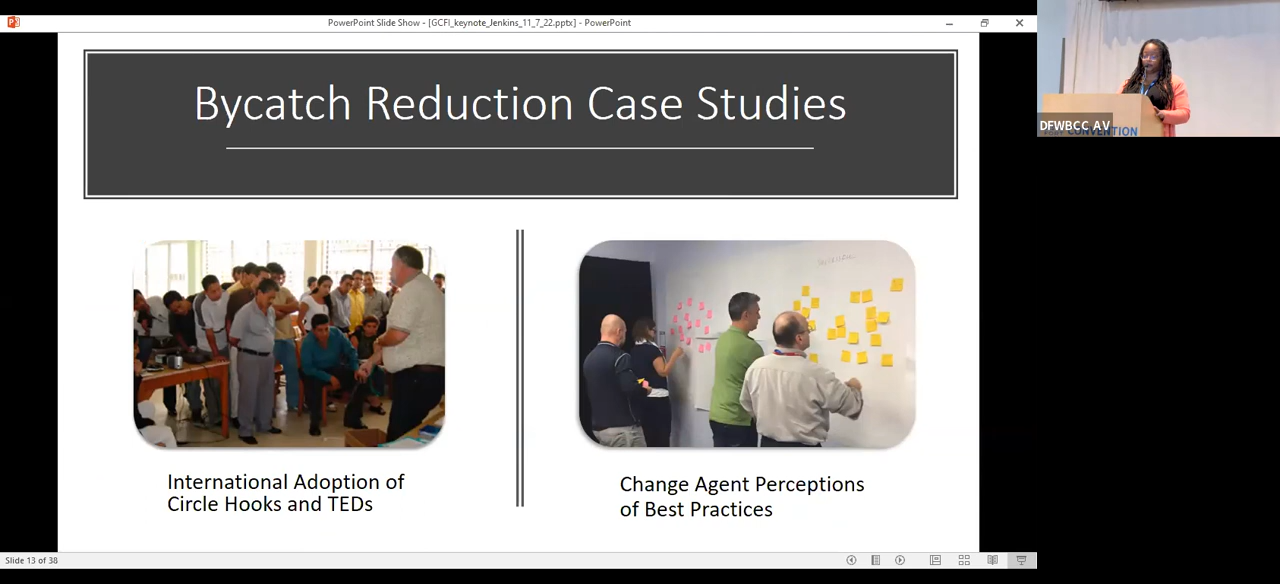 PowerPoint Slide Show - [GCFI_keynote_Jenkins_11_7_22.pptx] - PowerPoint
Bycatch Reduction Case Studies
International Adoption of
Circle Hooks and TEDs
Change Agent Perceptions
of Best Practices
Slide 13 of 38
DFWBCC AV
CONVENTION